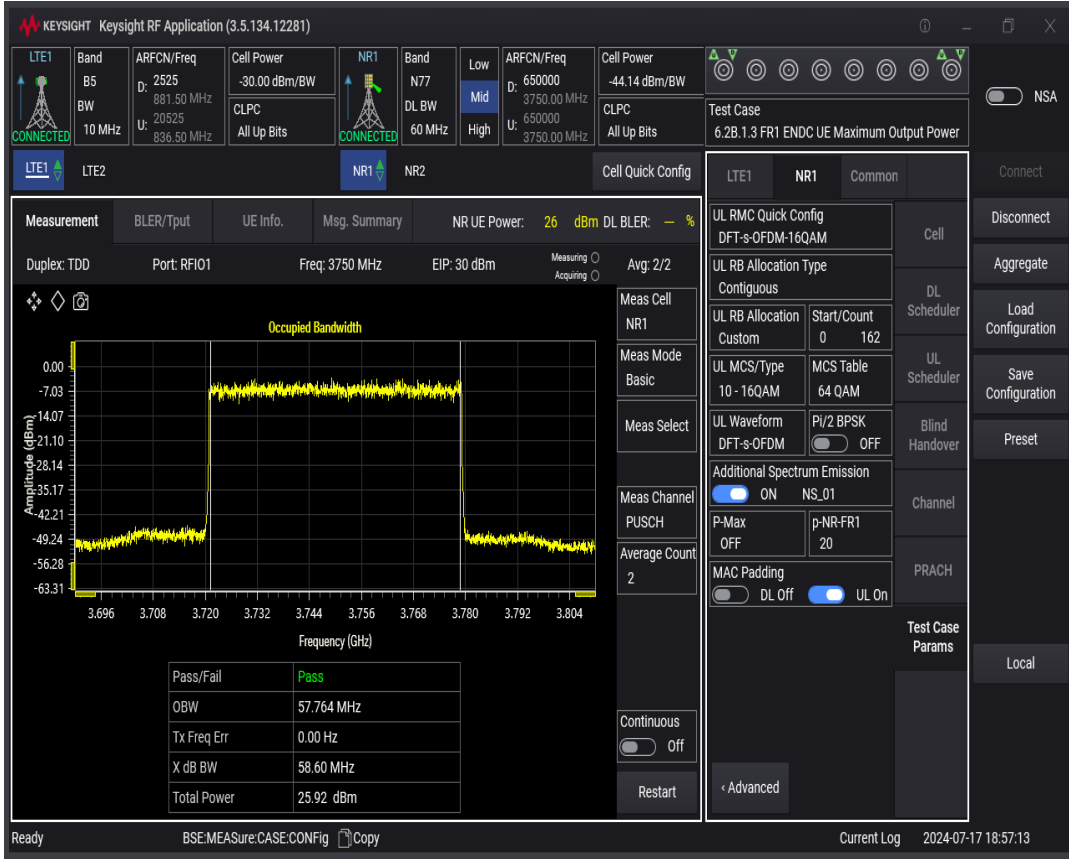 KEYSIGHT Keysight RF Application (3.5.134.12281)
LTE1
CONNECTED
Band
B5
BW
10 MHz
ARFCN/Freq
D: 2525
881.50 MHz
U: 20525
836.50 MHz
Cell Power
-30.00 dBm/BW
CLPC
All Up Bits
NR1
CONNECTED
Band
N77
DL BW
60 MHz
Low
Mid
High
ARFCN/Freq
D: 650000
3750.00 MHz
U: 650000
3750.00 MHz
Cell Power
-44.14 dBm/BW
CLPC
All Up Bits
Test Case
6.2B.1.3 FR1 ENDC UE Maximum Output Power
NSA
LTE1 LTE2 NR1 NR2 Cell Quick Config
Measurement BLER/Tput UE Info. Msg. Summary NR UE Power: 26 dBm DL BLER: — %
Duplex: TDD Port: RFIO1 Freq: 3750 MHz EIP: 30 dBm Measuring Acquiring Avg: 2/2
Occupied Bandwidth
Amplitude (dBm)
0.00
-7.03
-14.07
-21.10
-28.14
-35.17
-42.21
-49.24
-56.28
-63.31
3.696 3.708 3.720 3.732 3.744 3.756 3.768 3.780 3.792 3.804
Frequency (GHz)
Pass/Fail Pass
OBW 57.764 MHz
Tx Freq Err 0.00 Hz
X dB BW 58.60 MHz
Total Power 25.92 dBm
Meas Cell
NR1
Meas Mode
Basic
Meas Select
Meas Channel
PUSCH
Average Count
2
Continuous
Off
Restart
LTE1 NR1 Common
UL RMC Quick Config
DFT-s-OFDM-16QAM
UL RB Allocation Type
Contiguous
UL RB Allocation
Custom
Start/Count
0 162
UL MCS/Type
10 - 16QAM
MCS Table
64 QAM
UL Waveform
DFT-s-OFDM
Pi/2 BPSK
OFF
Additional Spectrum Emission
ON NS_01
P-Max
OFF
p-NR-FR1
20
MAC Padding
DL Off UL On
‹ Advanced
Cell
DL
Scheduler
UL
Scheduler
Blind
Handover
Channel
PRACH
Test Case
Params
Connect
Disconnect
Aggregate
Load
Configuration
Save
Configuration
Preset
Local
Ready BSE:MEASure:CASE:CONFig Copy Current Log 2024-07-17 18:57:13